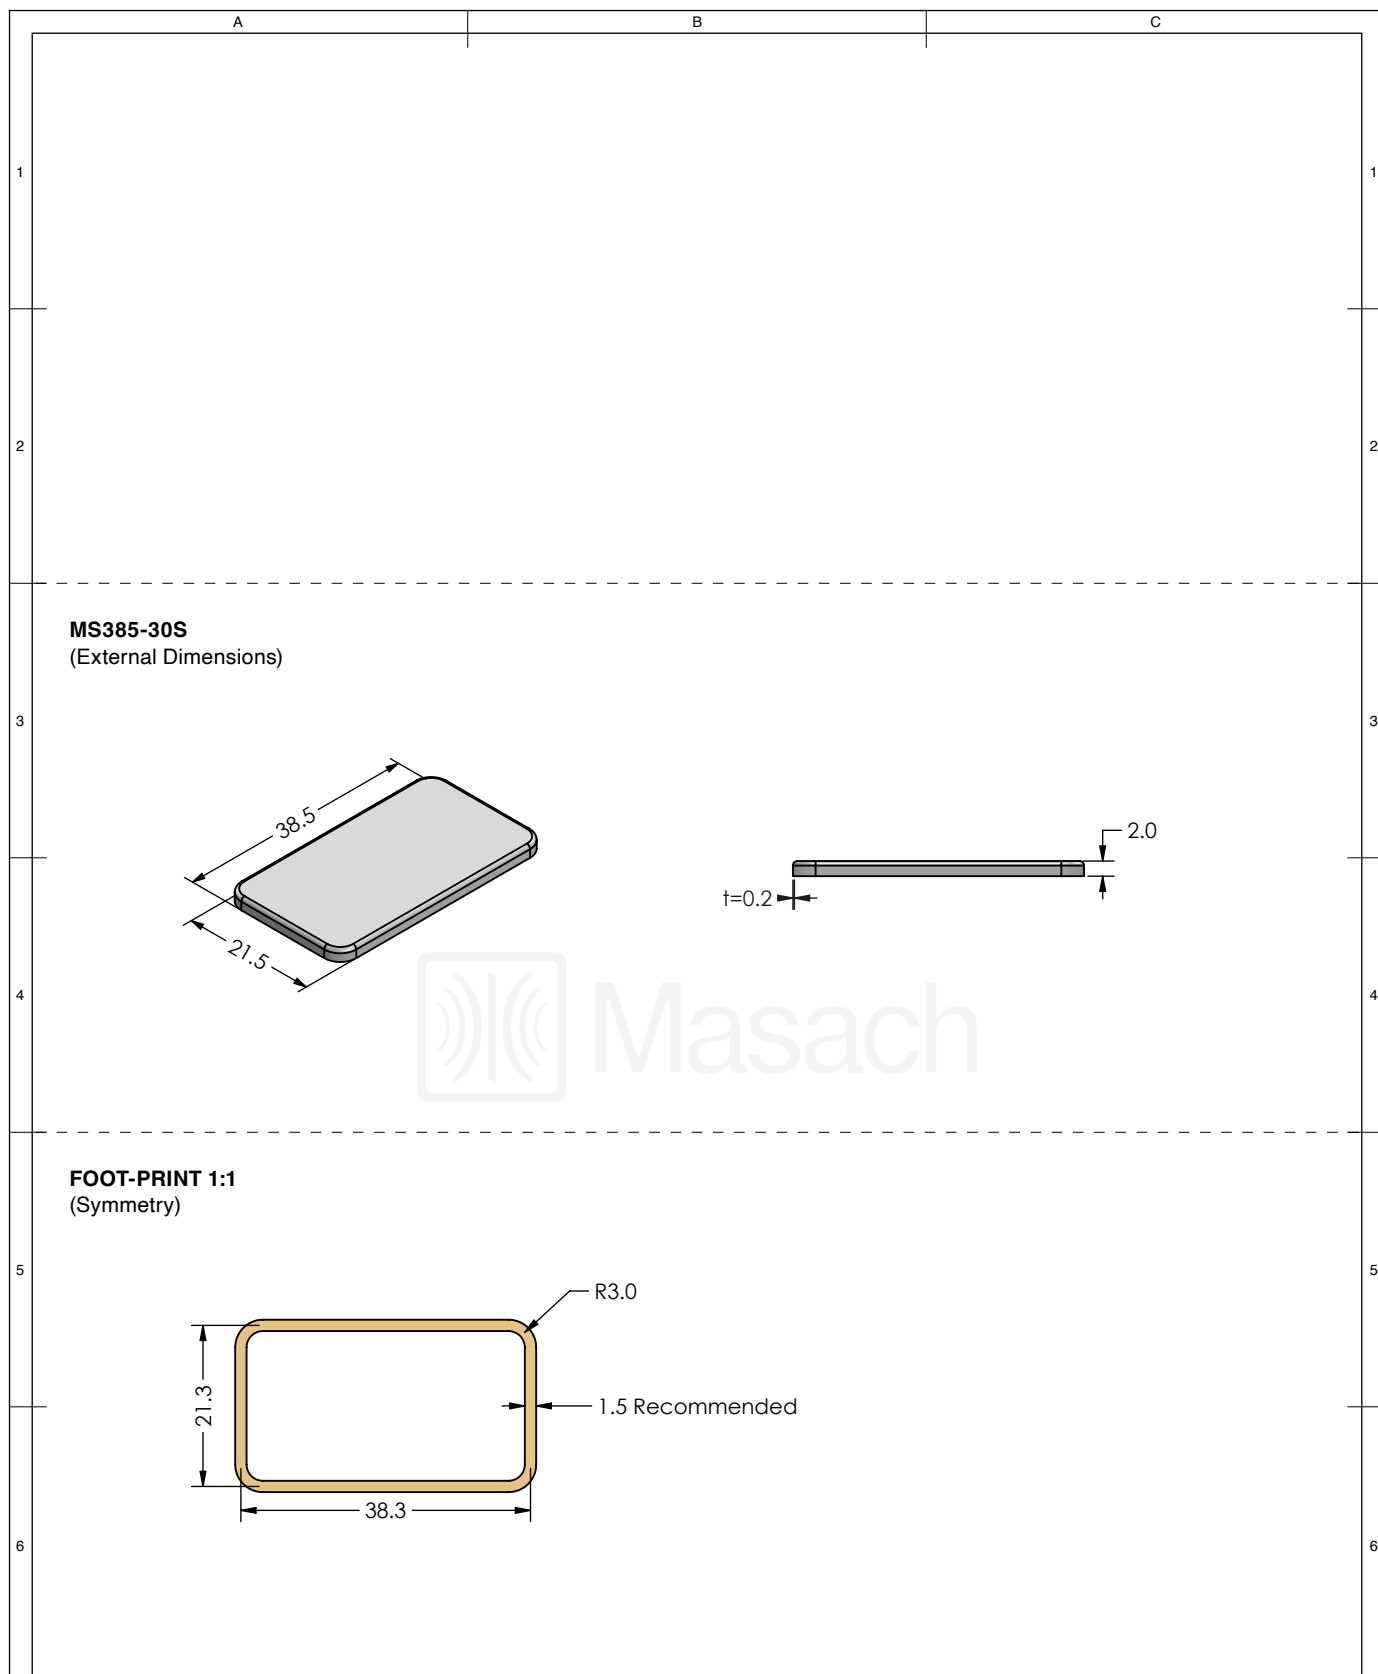 A B C
1 1
2 2
MS385-30S
(External Dimensions)
3 3
38.5
2.0
t=0.2
21.5
Masach
4 4
FOOT-PRINT 1:1
(Symmetry)
5 5
R3.0
21.3
1.5 Recommended
38.3
6 6